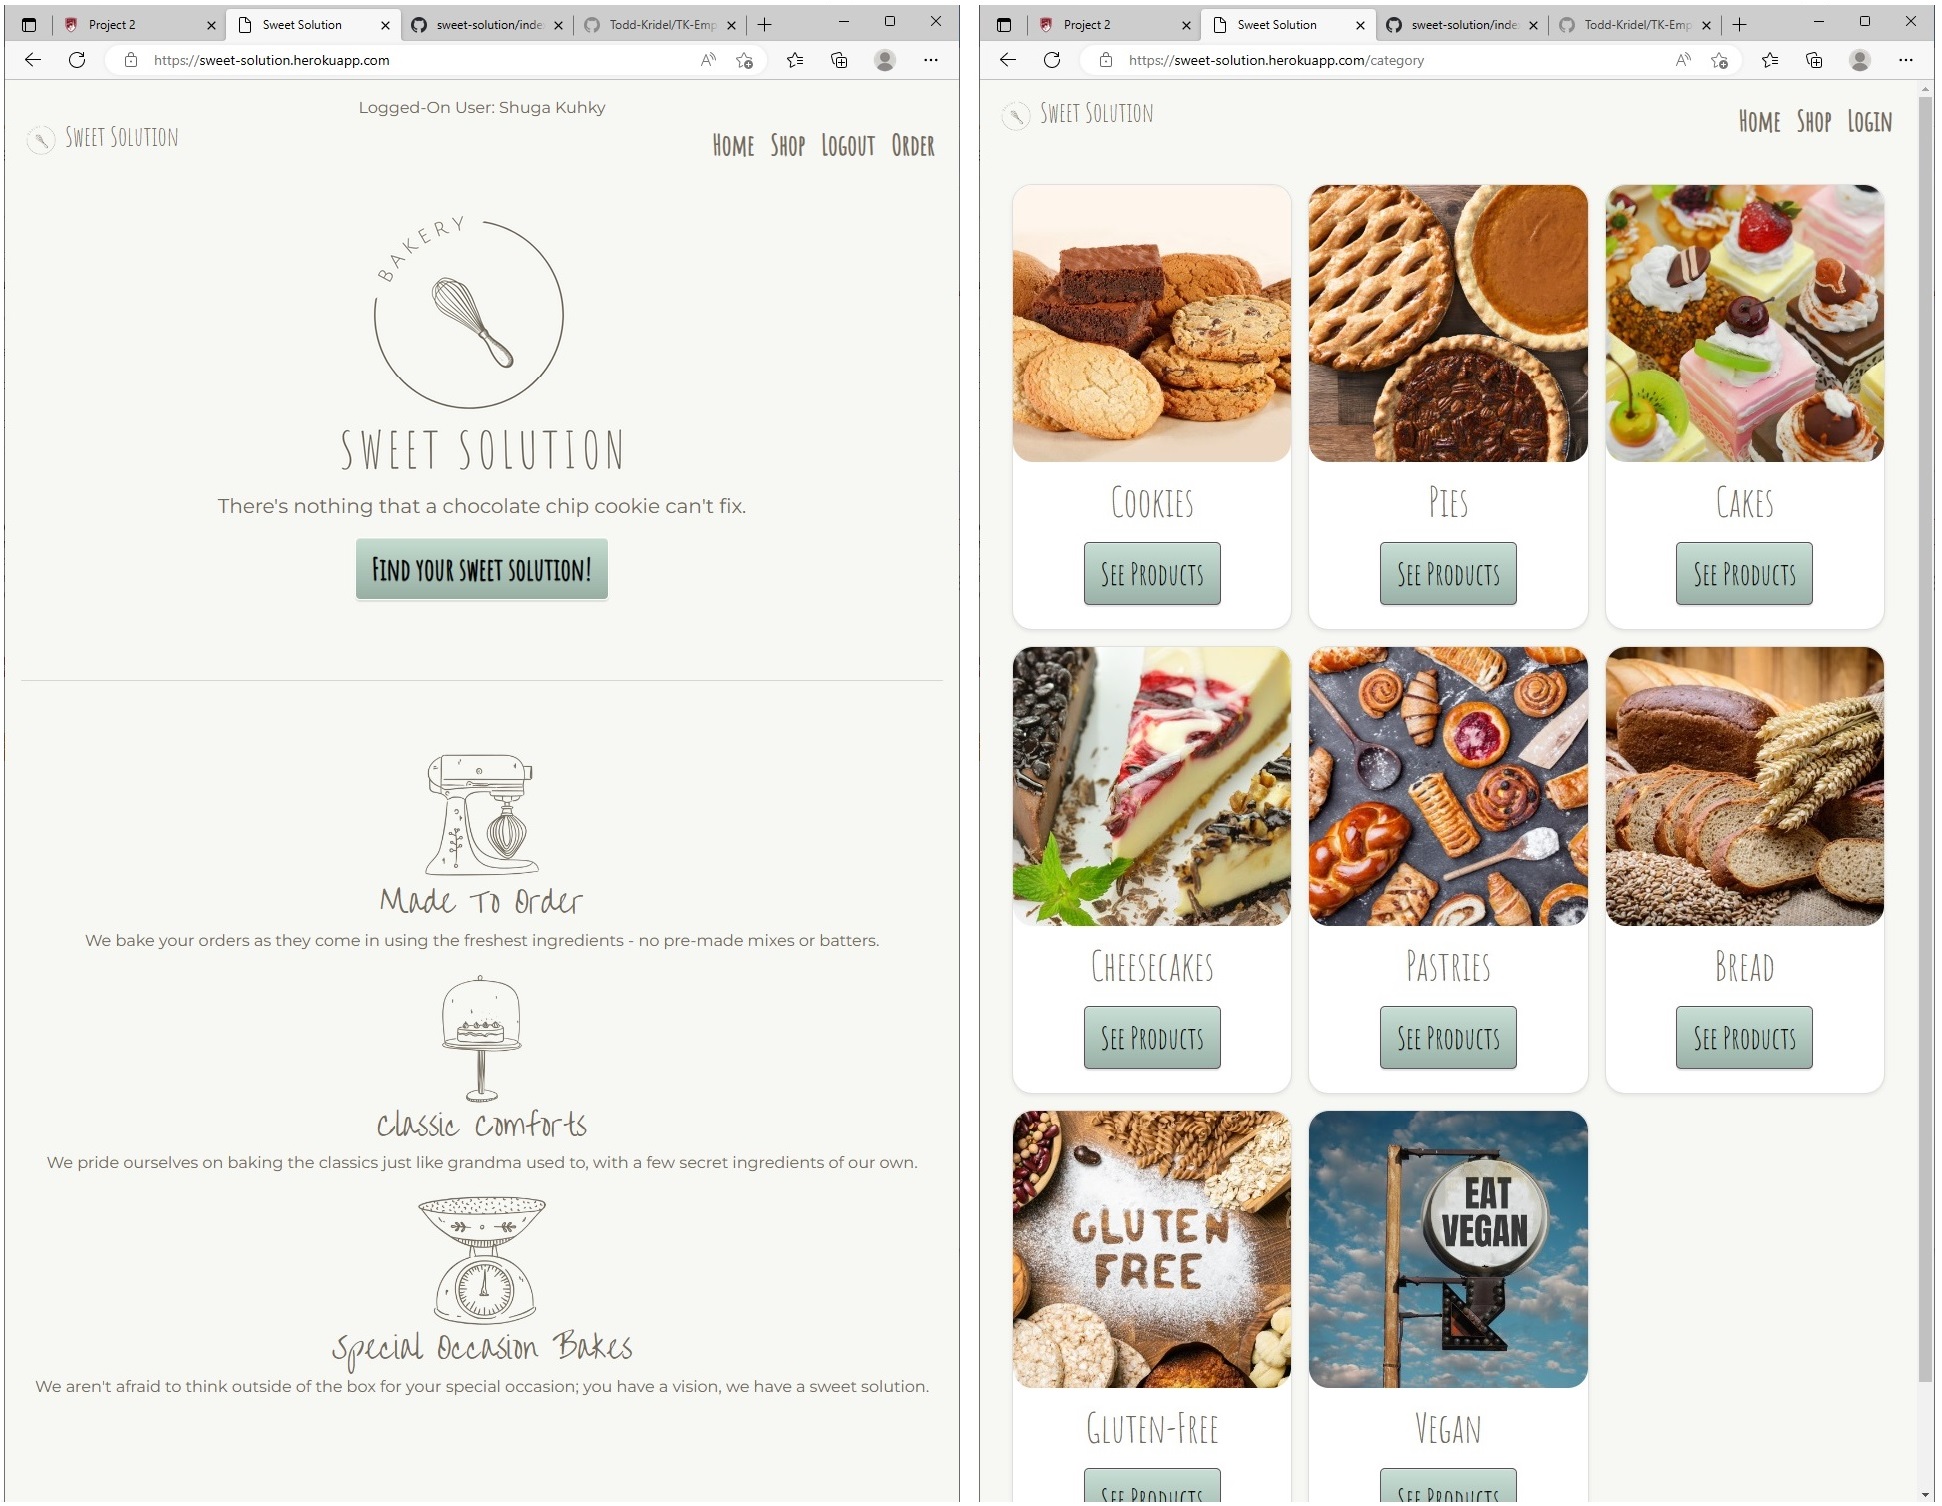 Project 2
Sweet Solution
sweet-solution/inde
Todd-Kridel/TK-Emp
https://sweet-solution.herokuapp.com
Logged-On User: Shuga Kuhky
Sweet Solution
Home Shop Logout Order
BAKERY
SWEET SOLUTION
There's nothing that a chocolate chip cookie can't fix.
Find your sweet solution!
Made To Order
We bake your orders as they come in using the freshest ingredients - no pre-made mixes or batters.
Classic Comforts
We pride ourselves on baking the classics just like grandma used to, with a few secret ingredients of our own.
Special Occasion Bakes
We aren't afraid to think outside of the box for your special occasion; you have a vision, we have a sweet solution.
Project 2
Sweet Solution
sweet-solution/inde
Todd-Kridel/TK-Emp
https://sweet-solution.herokuapp.com/category
Sweet Solution
Home Shop Login
Cookies
See Products
Pies
See Products
Cakes
See Products
Cheesecakes
See Products
Pastries
See Products
Bread
See Products
GLUTEN
FREE
Gluten-Free
See Products
EAT
VEGAN
Vegan
See Products